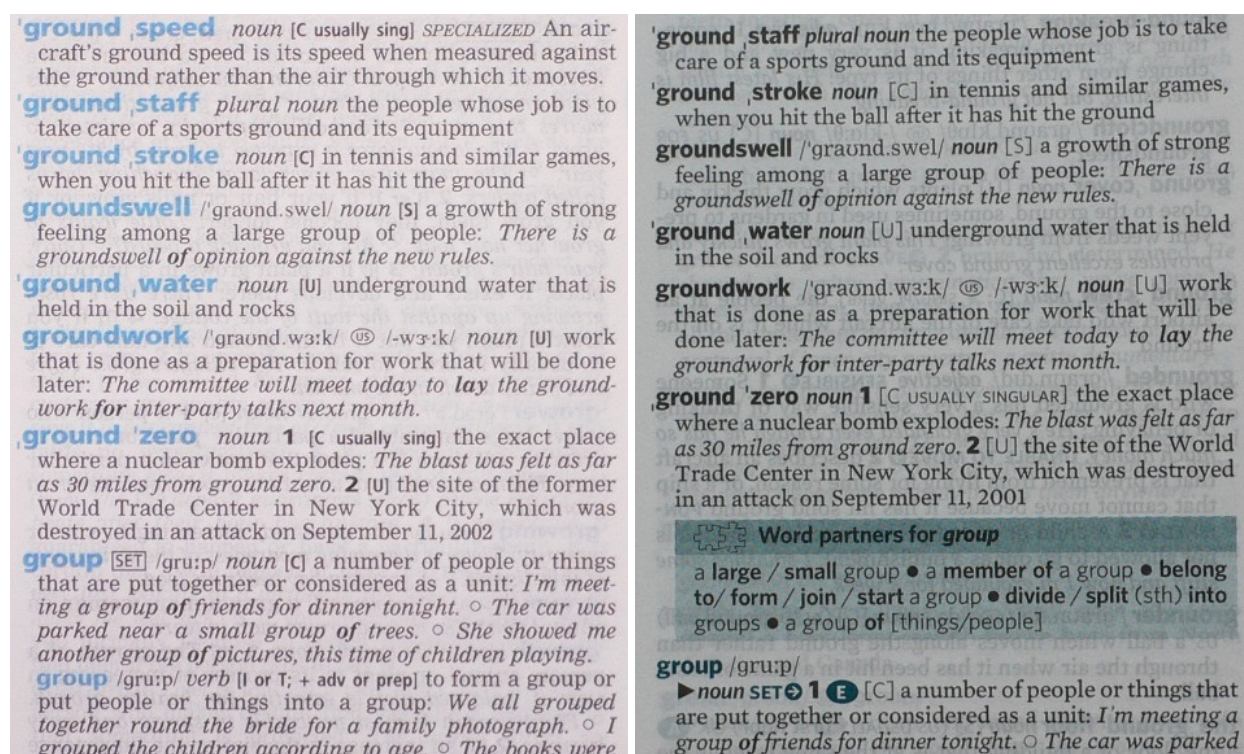 ˈground ˌspeed noun [C usually sing] SPECIALIZED An air-
craft's ground speed is its speed when measured against
the ground rather than the air through which it moves.
ˈground ˌstaff plural noun the people whose job is to
take care of a sports ground and its equipment
ˈground ˌstroke noun [C] in tennis and similar games,
when you hit the ball after it has hit the ground
groundswell /ˈgraʊnd.swel/ noun [S] a growth of strong
feeling among a large group of people: There is a
groundswell of opinion against the new rules.
ˈground ˌwater noun [U] underground water that is
held in the soil and rocks
groundwork /ˈgraʊnd.wɜːk/ US /-wɝːk/ noun [U] work
that is done as a preparation for work that will be done
later: The committee will meet today to lay the ground-
work for inter-party talks next month.
ˌground ˈzero noun 1 [C usually sing] the exact place
where a nuclear bomb explodes: The blast was felt as far
as 30 miles from ground zero. 2 [U] the site of the former
World Trade Center in New York City, which was
destroyed in an attack on September 11, 2002
group SET /gruːp/ noun [C] a number of people or things
that are put together or considered as a unit: I'm meet-
ing a group of friends for dinner tonight. ○ The car was
parked near a small group of trees. ○ She showed me
another group of pictures, this time of children playing.
group /gruːp/ verb [I or T; + adv or prep] to form a group or
put people or things into a group: We all grouped
together round the bride for a family photograph. ○ I
grouped the children according to age. ○ The books were
ˈground ˌstaff plural noun the people whose job is to take
care of a sports ground and its equipment
ˈground ˌstroke noun [C] in tennis and similar games,
when you hit the ball after it has hit the ground
groundswell /ˈgraʊnd.swel/ noun [S] a growth of strong
feeling among a large group of people: There is a
groundswell of opinion against the new rules.
ˈground ˌwater noun [U] underground water that is held
in the soil and rocks
groundwork /ˈgraʊnd.wɜːk/ US /-wɝːk/ noun [U] work
that is done as a preparation for work that will be
done later: The committee will meet today to lay the
groundwork for inter-party talks next month.
ˌground ˈzero noun 1 [C USUALLY SINGULAR] the exact place
where a nuclear bomb explodes: The blast was felt as far
as 30 miles from ground zero. 2 [U] the site of the World
Trade Center in New York City, which was destroyed
in an attack on September 11, 2001
Word partners for group
a large / small group ● a member of a group ● belong
to/ form / join / start a group ● divide / split (sth) into
groups ● a group of [things/people]
group /gruːp/
▶noun SET 1 E [C] a number of people or things that
are put together or considered as a unit: I'm meeting a
group of friends for dinner tonight. ○ The car was parked